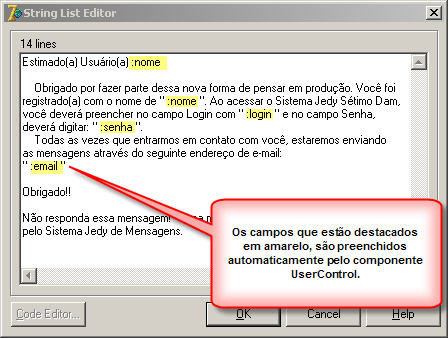 String List Editor
14 lines
Estimado(a) Usuário(a) :nome
Obrigado por fazer parte dessa nova forma de pensar em produção. Você foi
registrado(a) com o nome de " :nome ". Ao acessar o Sistema Jedy Sétimo Dam,
você deverá preencher no campo Login com " :login " e no campo Senha,
deverá digitar: " :senha ".
Todas as vezes que entrarmos em contato com você, estaremos enviando
as mensagens através do seguinte endereço de e-mail:
" :email "
Obrigado!!
Não responda essa mensagem!
pelo Sistema Jedy de Mensagens.
Os campos que estão destacados
em amarelo, são preenchidos
automaticamente pelo componente
UserControl.
Code Editor...
OK
Cancel
Help